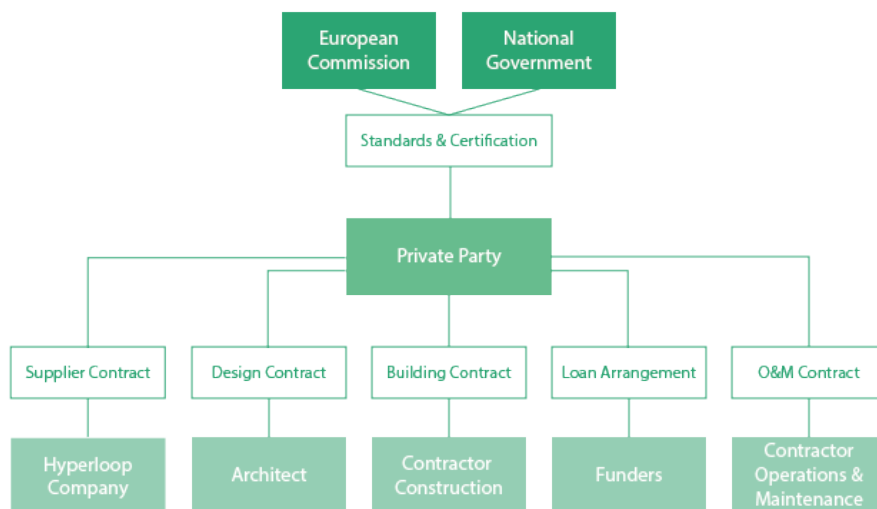 European
Commission
National
Government
Standards & Certification
Private Party
Supplier Contract
Design Contract
Building Contract
Loan Arrangement
O&M Contract
Hyperloop
Company
Architect
Contractor
Construction
Funders
Contractor
Operations &
Maintenance